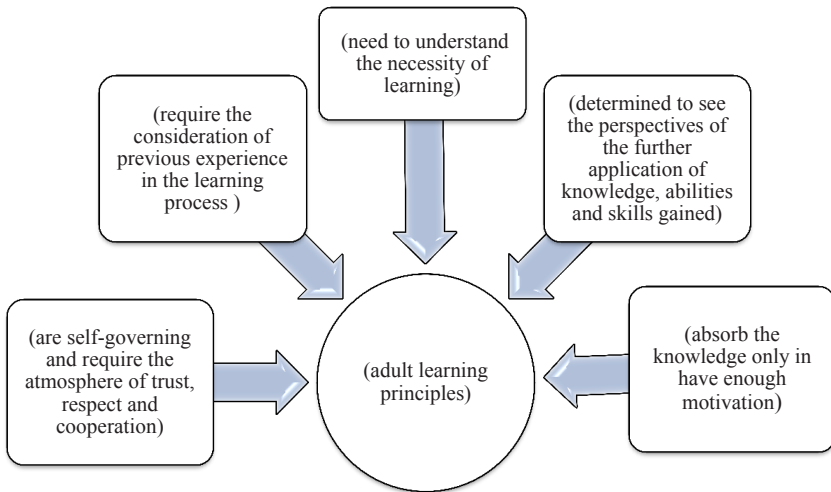 (need to understand
the necessity of
learning)
(require the
consideration of
previous experience
in the learning
process )
(determined to see
the perspectives of
the further
application of
knowledge, abilities
and skills gained)
(are self-governing
and require the
atmosphere of trust,
respect and
cooperation)
(adult learning
principles)
(absorb the
knowledge only in
have enough
motivation)